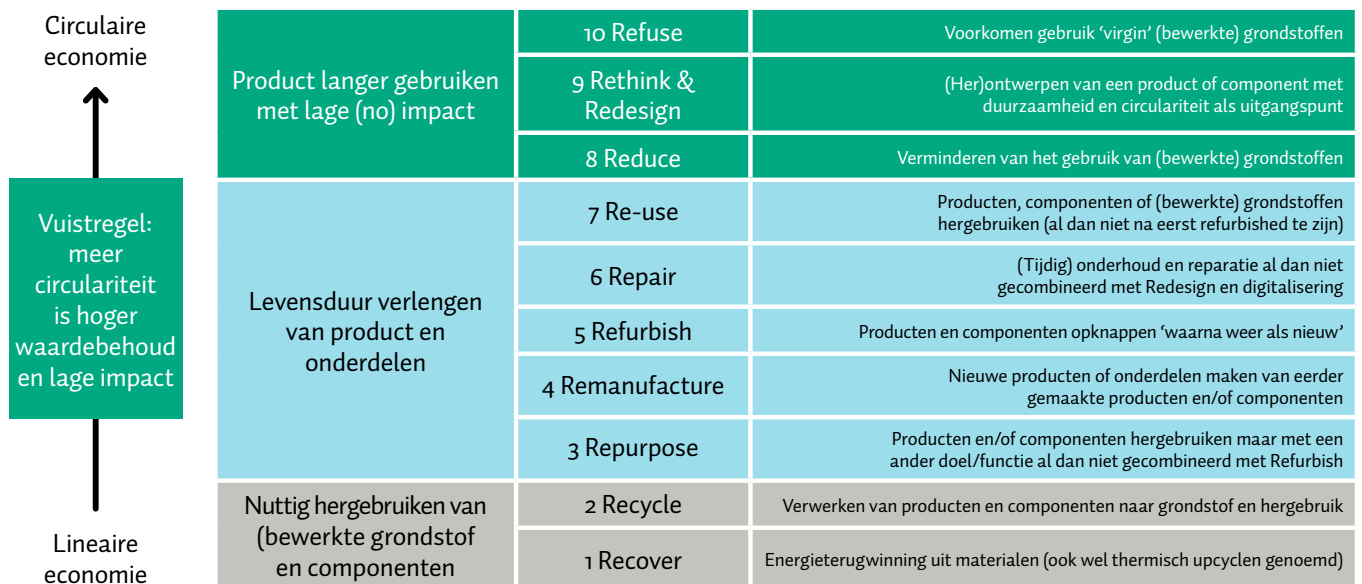 Circulaire
economie
Vuistregel:
meer
circulariteit
is hoger
waardebehoud
en lage impact
Lineaire
economie
Product langer gebruiken
met lage (no) impact
10 Refuse
Voorkomen gebruik ‘virgin’ (bewerkte) grondstoffen
9 Rethink &
Redesign
(Her)ontwerpen van een product of component met
duurzaamheid en circulariteit als uitgangspunt
8 Reduce
Verminderen van het gebruik van (bewerkte) grondstoffen
Levensduur verlengen
van product en
onderdelen
7 Re-use
Producten, componenten of (bewerkte) grondstoffen
hergebruiken (al dan niet na eerst refurbished te zijn)
6 Repair
(Tijdig) onderhoud en reparatie al dan niet
gecombineerd met Redesign en digitalisering
5 Refurbish
Producten en componenten opknappen ‘waarna weer als nieuw’
4 Remanufacture
Nieuwe producten of onderdelen maken van eerder
gemaakte producten en/of componenten
3 Repurpose
Producten en/of componenten hergebruiken maar met een
ander doel/functie al dan niet gecombineerd met Refurbish
Nuttig hergebruiken van
(bewerkte grondstof
en componenten
2 Recycle
Verwerken van producten en componenten naar grondstof en hergebruik
1 Recover
Energieterugwinning uit materialen (ook wel thermisch upcyclen genoemd)